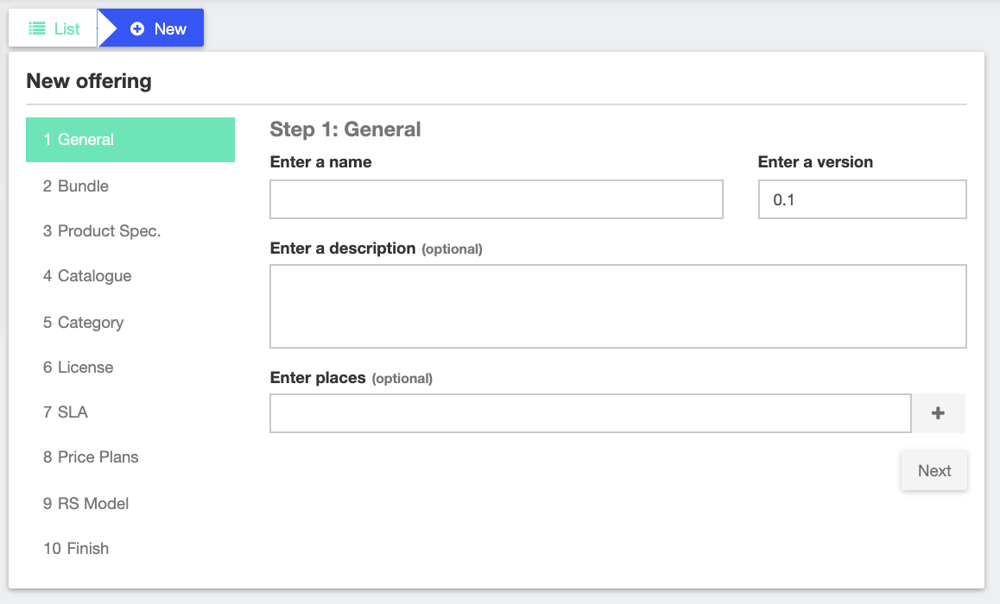 List
New
New offering
1 General
2 Bundle
3 Product Spec.
4 Catalogue
5 Category
6 License
7 SLA
8 Price Plans
9 RS Model
10 Finish
Step 1: General
Enter a name
Enter a version
0.1
Enter a description (optional)
Enter places (optional)
Next